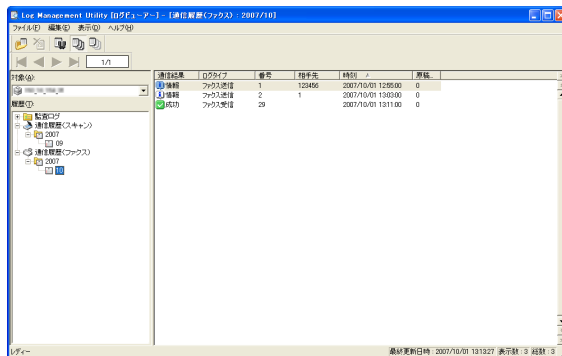 Log Management Utility [ログビューアー] - [通信履歴(ファクス) : 2007/10]
ファイル(F) 編集(E) 表示(D) ヘルプ(H)
1/1
対象(A):
履歴(T):
監査ログ
通信履歴(スキャン)
2007
09
通信履歴(ファクス)
2007
10
通信結果 ログタイプ 番号 相手先 時刻 原稿...
情報 ファクス送信 1 123456 2007/10/01 12:55:00 0
情報 ファクス送信 2 1 2007/10/01 13:03:00 0
成功 ファクス受信 29 2007/10/01 13:11:00 0
レディー
最終更新日時 : 2007/10/01 13:13:27 表示数 : 3 総数 : 3